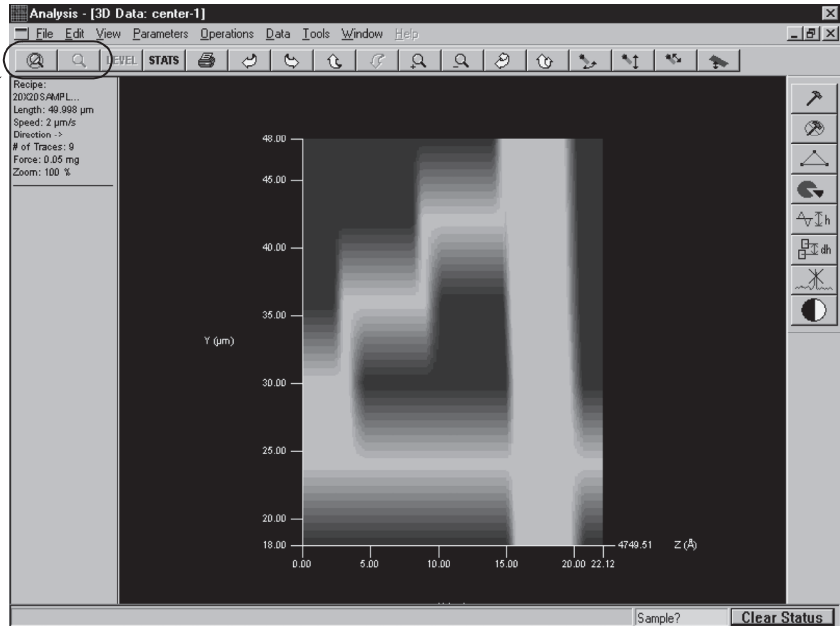 Analysis - [3D Data: center-1]
File Edit View Parameters Operations Data Tools Window Help
LEVEL STATS
Recipe:
20X20SAMPL...
Length: 49.998 µm
Speed: 2 µm/s
Direction ->
# of Traces: 9
Force: 0.05 mg
Zoom: 100 %
h
dh
48.00
45.00
40.00
35.00
Y (µm)
30.00
25.00
20.00
18.00
4749.51 Z (Å)
0.00 5.00 10.00 15.00 20.00 22.12
Sample? Clear Status